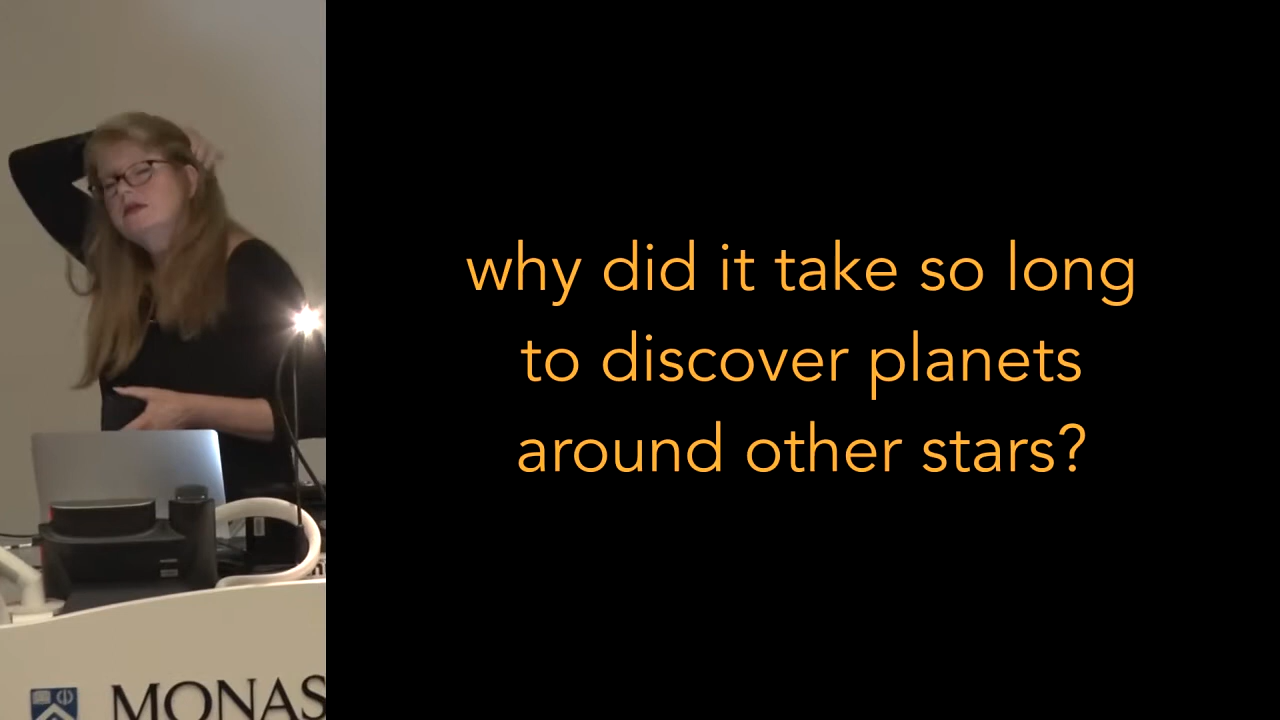 why did it take so long
to discover planets
around other stars?
MONAS